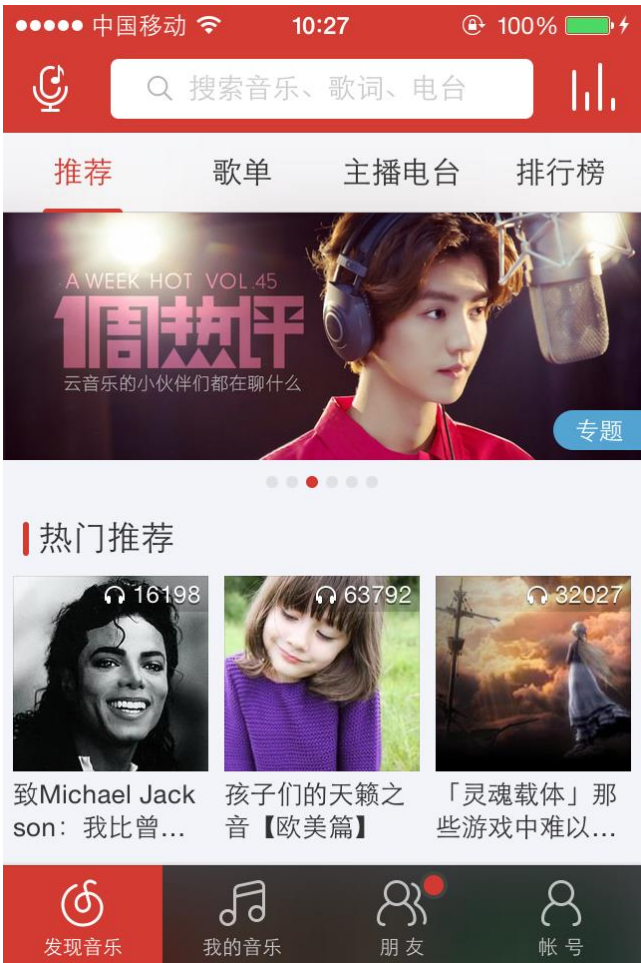 中国移动 10:27 100%
搜索音乐、歌词、电台
推荐 歌单 主播电台 排行榜
A WEEK HOT VOL.45
一周热评
云音乐的小伙伴们都在聊什么
专题
热门推荐
16198 63792 32027
致Michael Jack 孩子们的天籁之 「灵魂载体」那
son：我比曾... 音【欧美篇】 些游戏中难以...
发现音乐 我的音乐 朋友 帐号